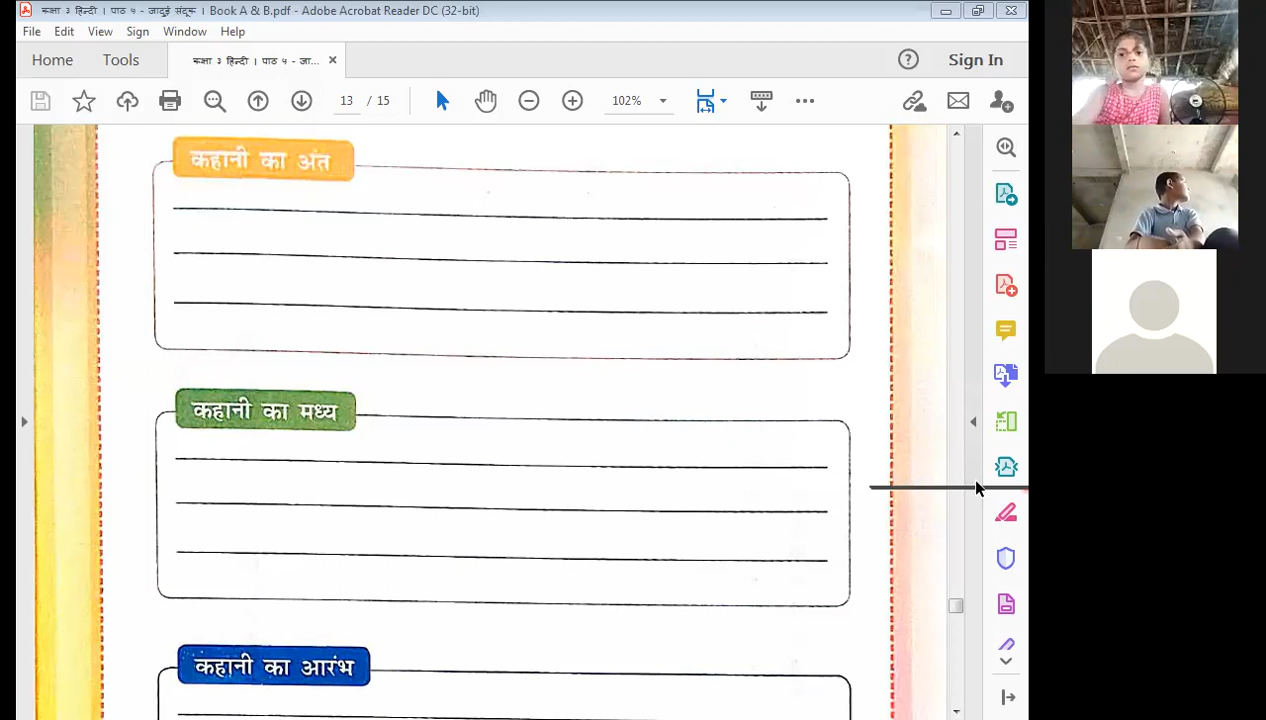 कक्षा ३ हिन्दी । पाठ ५ - जादुई संदूक । Book A & B.pdf - Adobe Acrobat Reader DC (32-bit)
File Edit View Sign Window Help
Home Tools कक्षा ३ हिन्दी । पाठ ५ - जा... × ? Sign In
13 / 15 102%
कहानी का अंत
कहानी का मध्य
कहानी का आरंभ